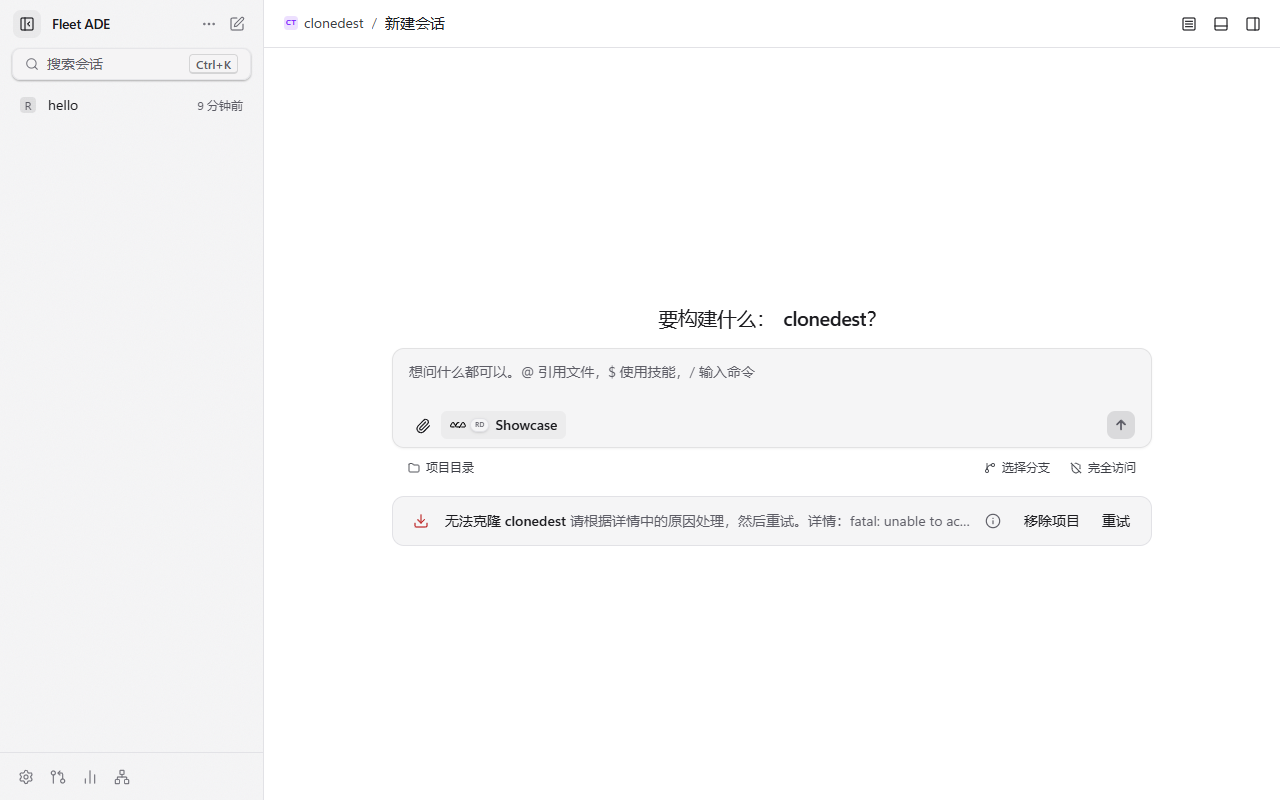 Fleet ADE
搜索会话 Ctrl+K
R hello 9 分钟前
CT clonedest / 新建会话
要构建什么： clonedest？
想问什么都可以。@ 引用文件，$ 使用技能，/ 输入命令
RD Showcase
项目目录 选择分支 完全访问
无法克隆 clonedest 请根据详情中的原因处理，然后重试。详情：fatal: unable to ac... 移除项目 重试